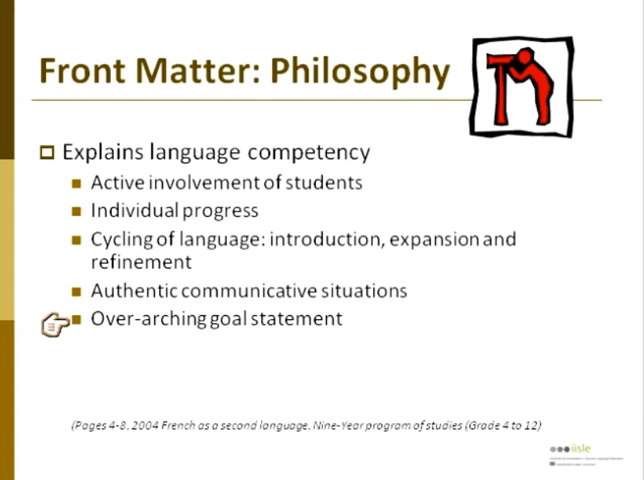 Front Matter: Philosophy
Explains language competency
Active involvement of students
Individual progress
Cycling of language: introduction, expansion and
refinement
Authentic communicative situations
Over-arching goal statement
(Pages 4-8, 2004 French as a second language, Nine-Year program of studies (Grade 4 to 12)
iisle